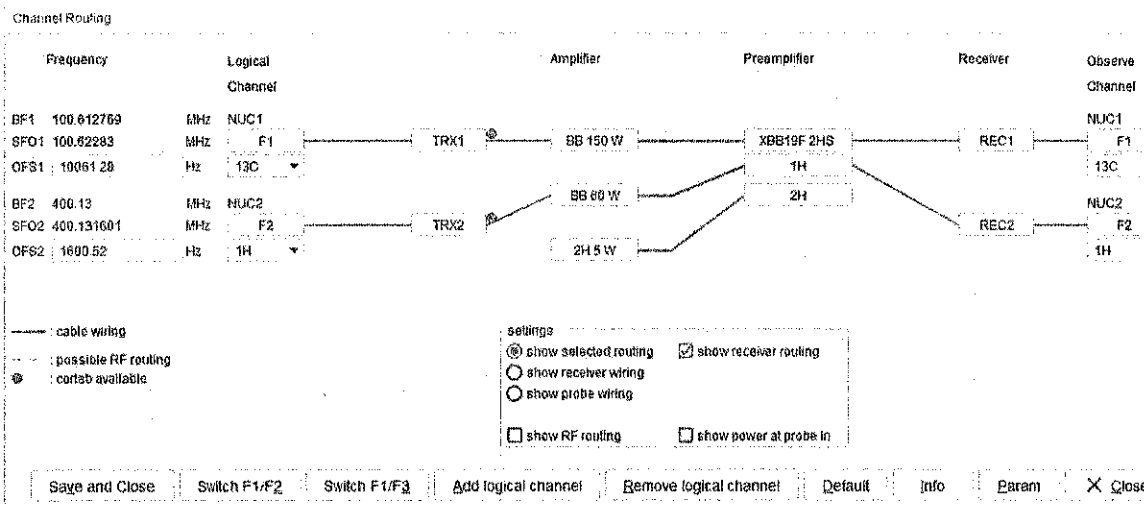 Channel Routing
Frequency Logical Channel Amplifier Preamplifier Receiver Observe Channel
BF1 100.612769 MHz NUC1 NUC1
SFO1 100.62283 MHz F1 TRX1 BB 150 W XBB19F 2HS REC1 F1
OFS1 10061.28 Hz 13C 1H 13C
BF2 400.13 MHz NUC2 BB 60 W 2H NUC2
SFO2 400.131601 MHz F2 TRX2 REC2 F2
OFS2 1600.52 Hz 1H 2H 5 W 1H
: cable wiring
: possible RF routing
: cortab available
settings
show selected routing show receiver routing
show receiver wiring
show probe wiring
show RF routing show power at probe in
Save and Close Switch F1/F2 Switch F1/F3 Add logical channel Remove logical channel Default Info Param X Close